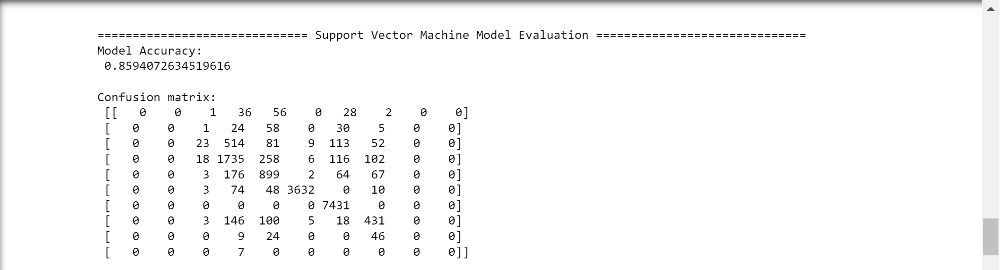 ============================== Support Vector Machine Model Evaluation ==============================
Model Accuracy:
 0.8594072634519616

Confusion matrix:
 [[   0    0    1   36   56    0   28    2    0    0]
 [   0    0    1   24   58    0   30    5    0    0]
 [   0    0   23  514   81    9  113   52    0    0]
 [   0    0   18 1735  258    6  116  102    0    0]
 [   0    0    3  176  899    2   64   67    0    0]
 [   0    0    3   74   48 3632    0   10    0    0]
 [   0    0    0    0    0    0 7431    0    0    0]
 [   0    0    3  146  100    5   18  431    0    0]
 [   0    0    0    9   24    0    0   46    0    0]
 [   0    0    0    7    0    0    0    0    0    0]]